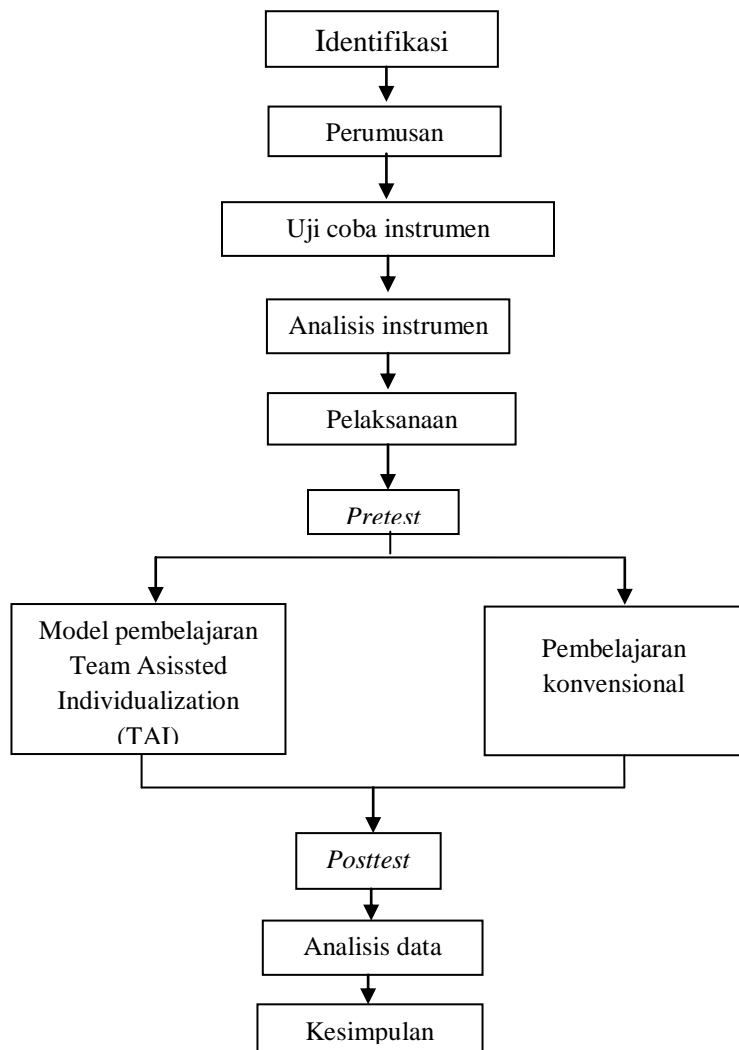 Identifikasi
Perumusan
Uji coba instrumen
Analisis instrumen
Pelaksanaan
Pretest
Model pembelajaran
Team Asissted
Individualization
(TAI)
Pembelajaran
konvensional
Posttest
Analisis data
Kesimpulan